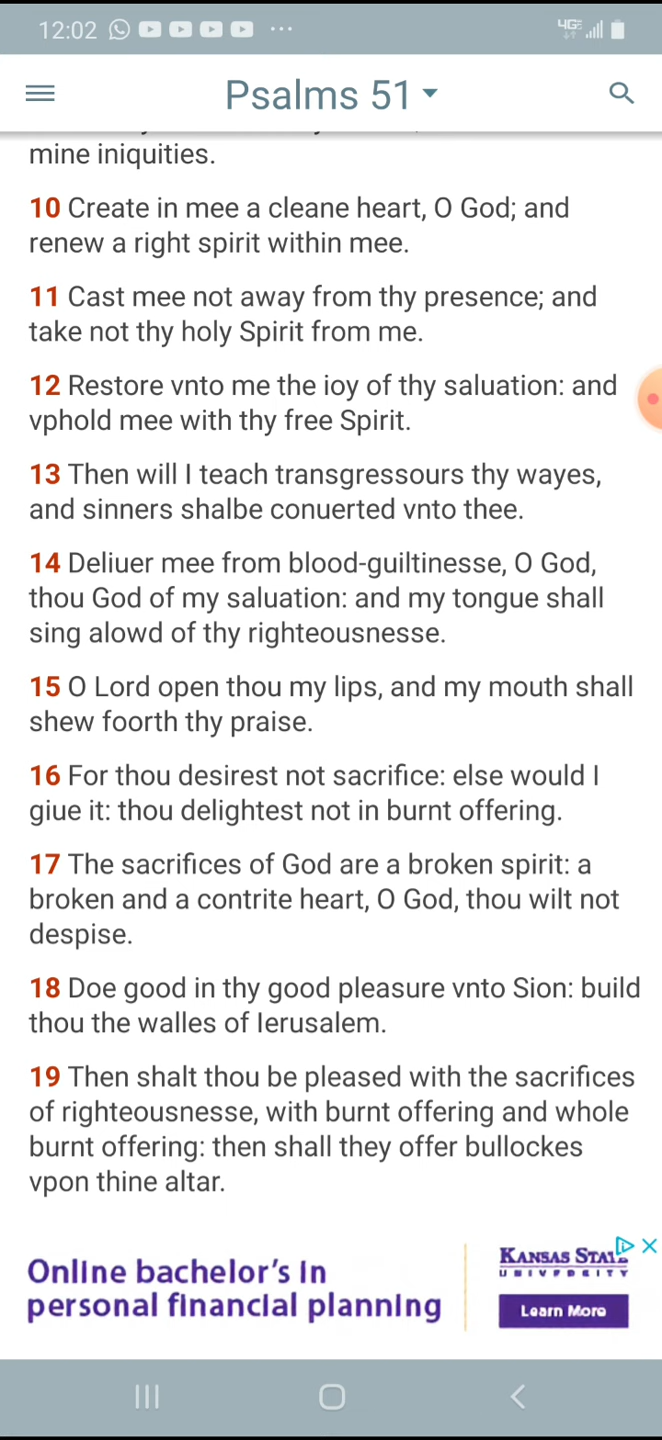 12:02
4GE
Psalms 51
mine iniquities.
10 Create in mee a cleane heart, O God; and
renew a right spirit within mee.
11 Cast mee not away from thy presence; and
take not thy holy Spirit from me.
12 Restore vnto me the ioy of thy saluation: and
vphold mee with thy free Spirit.
13 Then will I teach transgressours thy wayes,
and sinners shalbe conuerted vnto thee.
14 Deliuer mee from blood-guiltinesse, O God,
thou God of my saluation: and my tongue shall
sing alowd of thy righteousnesse.
15 O Lord open thou my lips, and my mouth shall
shew foorth thy praise.
16 For thou desirest not sacrifice: else would I
giue it: thou delightest not in burnt offering.
17 The sacrifices of God are a broken spirit: a
broken and a contrite heart, O God, thou wilt not
despise.
18 Doe good in thy good pleasure vnto Sion: build
thou the walles of Ierusalem.
19 Then shalt thou be pleased with the sacrifices
of righteousnesse, with burnt offering and whole
burnt offering: then shall they offer bullockes
vpon thine altar.
Online bachelor's in
personal financial planning
KANSAS STATE
UNIVERSITY
Learn More